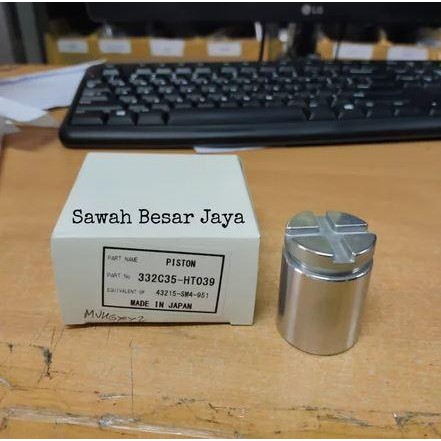 LG
Sawah Besar Jaya
PART NAME PISTON
PART No 332C35-HT039
EQUIVALENT OF 43215-SM4-951
MADE IN JAPAN